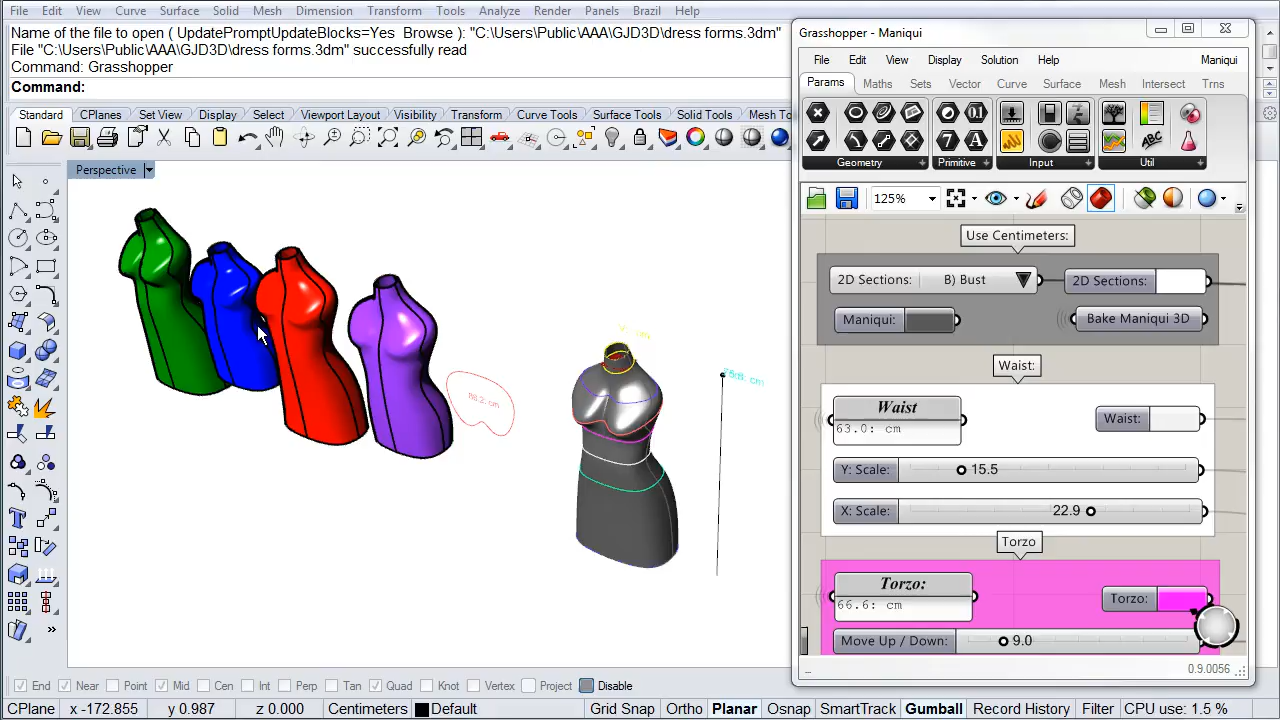 File Edit View Curve Surface Solid Mesh Dimension Transform Tools Analyze Render Panels Brazil Help
Name of the file to open ( UpdatePromptUpdateBlocks=Yes Browse ): "C:\Users\Public\AAA\GJD3D\dress forms.3dm"
File "C:\Users\Public\AAA\GJD3D\dress forms.3dm" successfully read
Command: Grasshopper
Command:
Standard CPlanes Set View Display Select Viewport Layout Visibility Transform Curve Tools Surface Tools Solid Tools Mesh To
Perspective
Grasshopper - Maniqui
File Edit View Display Solution Help Maniqui
Params Maths Sets Vector Curve Surface Mesh Intersect Trns
Geometry + Primitive + Input + Util +
125%
Use Centimeters:
2D Sections: B) Bust
2D Sections:
Maniqui:
Bake Maniqui 3D
Waist:
Waist
63.0: cm
Waist:
Y: Scale: 15.5
X: Scale: 22.9
Torzo
Torzo:
66.6: cm
Torzo:
Move Up / Down: 9.0
0.9.0056
End Near Point Mid Cen Int Perp Tan Quad Knot Vertex Project Disable
CPlane x -172.855 y 0.987 z 0.000 Centimeters Default Grid Snap Ortho Planar Osnap SmartTrack Gumball Record History Filter CPU use: 1.5 %